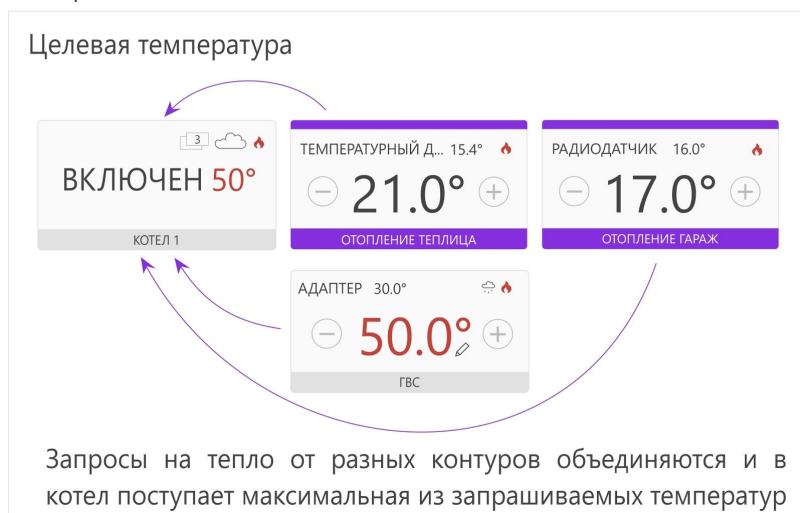 Целевая температура
3
ВКЛЮЧЕН 50°
КОТЕЛ 1
ТЕМПЕРАТУРНЫЙ Д... 15.4°
21.0°
ОТОПЛЕНИЕ ТЕПЛИЦА
РАДИОДАТЧИК 16.0°
17.0°
ОТОПЛЕНИЕ ГАРАЖ
АДАПТЕР 30.0°
50.0°
ГВС
Запросы на тепло от разных контуров объединяются и в
котел поступает максимальная из запрашиваемых температур